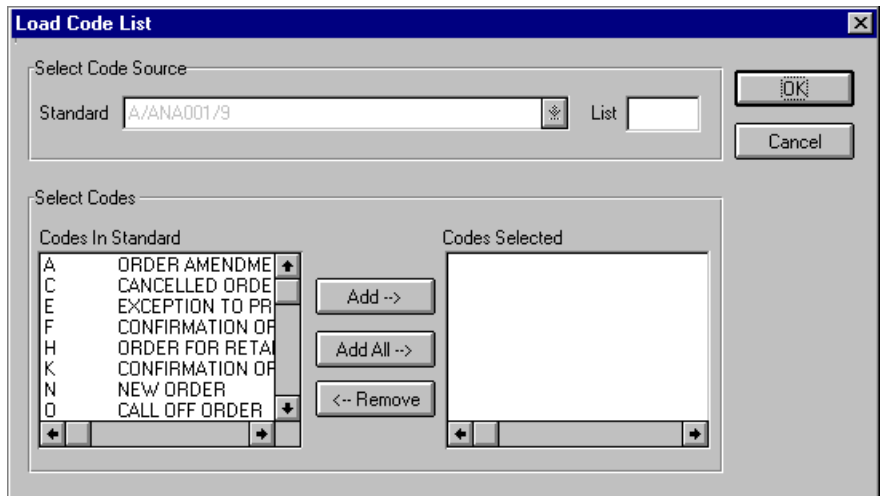 Load Code List
Select Code Source
Standard A/ANA001/9 List
OK
Cancel
Select Codes
Codes In Standard
Codes Selected
A ORDER AMENDME
C CANCELLED ORDE
E EXCEPTION TO PR
F CONFIRMATION OF
H ORDER FOR RETAI
K CONFIRMATION OF
N NEW ORDER
O CALL OFF ORDER
Add -->
Add All -->
<-- Remove